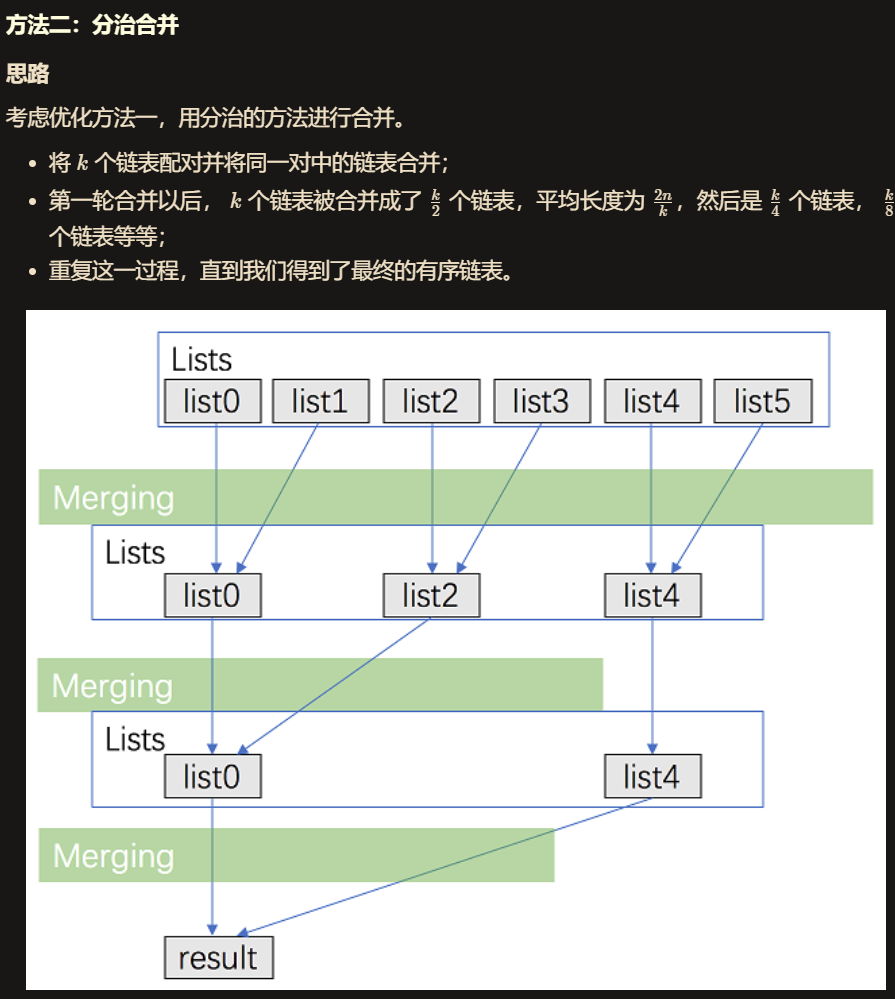 方法二：分治合并
思路
考虑优化方法一，用分治的方法进行合并。
• 将 k 个链表配对并将同一对中的链表合并；
• 第一轮合并以后， k 个链表被合并成了 k/2 个链表，平均长度为 2n/k，然后是 k/4 个链表， k/8
个链表等等；
• 重复这一过程，直到我们得到了最终的有序链表。
Lists
list0 list1 list2 list3 list4 list5
Merging
Lists
list0 list2 list4
Merging
Lists
list0 list4
Merging
result